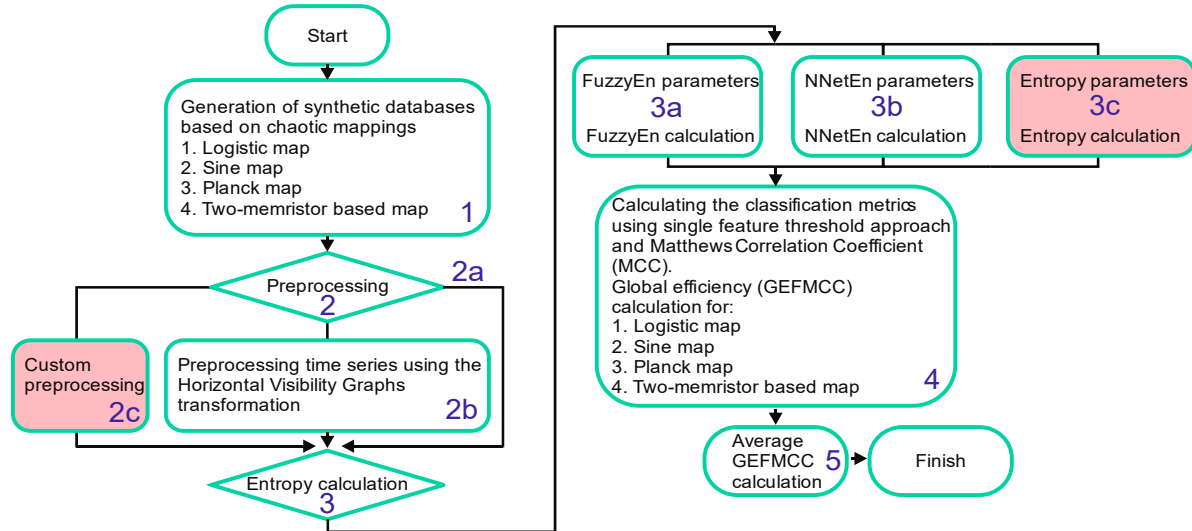 Start
Generation of synthetic databases
based on chaotic mappings
1. Logistic map
2. Sine map
3. Planck map
4. Two-memristor based map
1
Preprocessing
2
2a
Custom
preprocessing
2c
Preprocessing time series using the
Horizontal Visibility Graphs
transformation
2b
Entropy calculation
3
FuzzyEn parameters
3a
FuzzyEn calculation
NNetEn parameters
3b
NNetEn calculation
Entropy parameters
3c
Entropy calculation
Calculating the classification metrics
using single feature threshold approach
and Matthews Correlation Coefficient
(MCC).
Global efficiency (GEFMCC)
calculation for:
1. Logistic map
2. Sine map
3. Planck map
4. Two-memristor based map
4
Average
GEFMCC
calculation
5
Finish